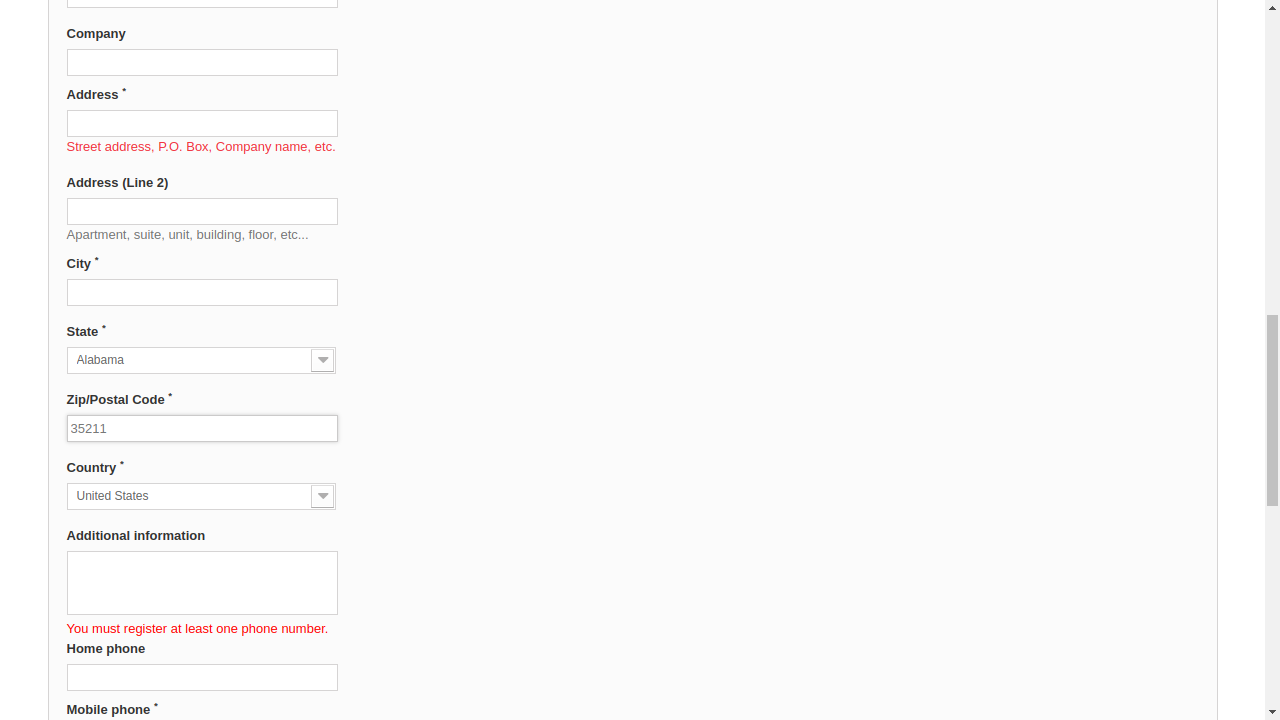 Company
Address *
Street address, P.O. Box, Company name, etc.
Address (Line 2)
Apartment, suite, unit, building, floor, etc...
City *
State *
Alabama
Zip/Postal Code *
35211
Country *
United States
Additional information
You must register at least one phone number.
Home phone
Mobile phone *